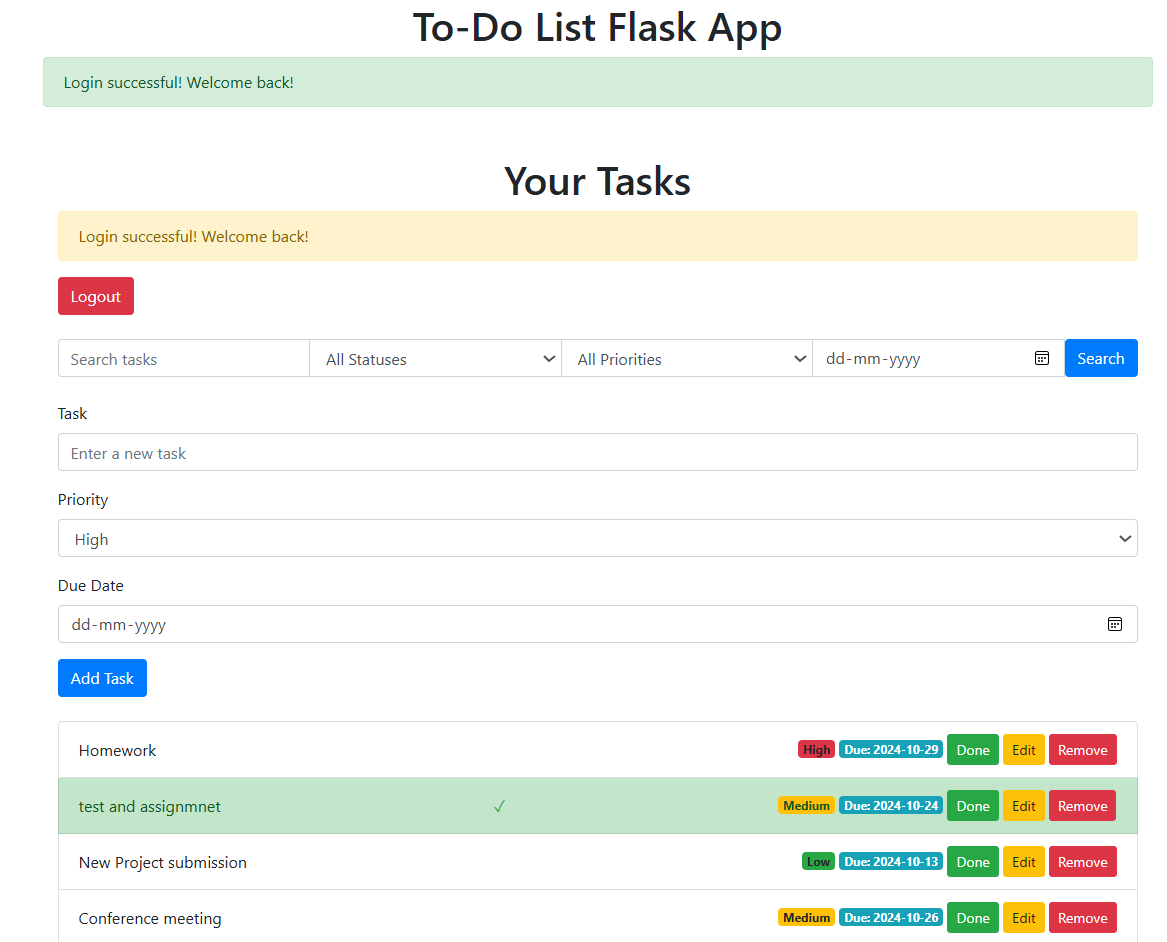 To-Do List Flask App
Login successful! Welcome back!
Your Tasks
Login successful! Welcome back!
Logout
Search tasks All Statuses All Priorities dd-mm-yyyy Search
Task
Enter a new task
Priority
High
Due Date
dd-mm-yyyy
Add Task
Homework High Due: 2024-10-29 Done Edit Remove
test and assignmnet ✓ Medium Due: 2024-10-24 Done Edit Remove
New Project submission Low Due: 2024-10-13 Done Edit Remove
Conference meeting Medium Due: 2024-10-26 Done Edit Remove